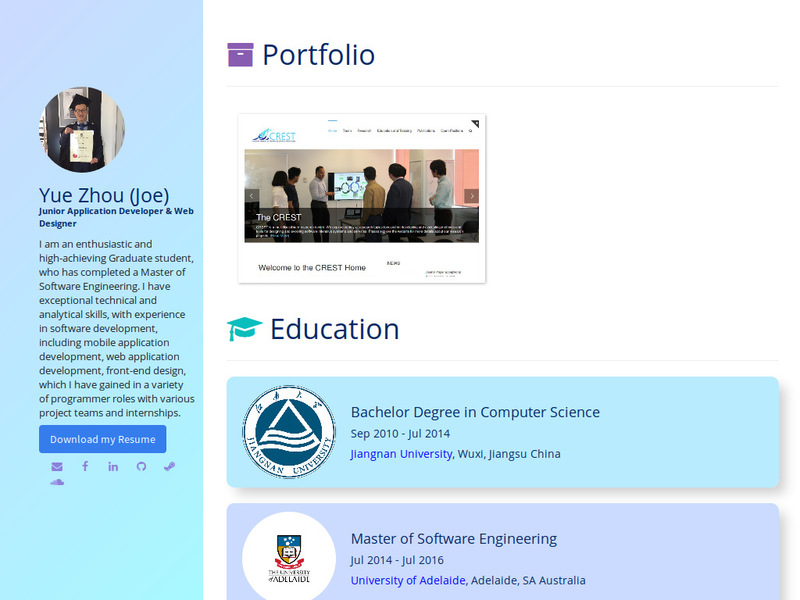 Yue Zhou (Joe)
Junior Application Developer & Web
Designer
I am an enthusiastic and
high-achieving Graduate student,
who has completed a Master of
Software Engineering. I have
exceptional technical and
analytical skills, with experience
in software development,
including mobile application
development, web application
development, front-end design,
which I have gained in a variety
of programmer roles with various
project teams and internships.
Download my Resume
Portfolio
CREST
Home Team Research Educational and Training Publications
The CREST
Welcome to the CREST Home
NEWS
Education
江南大学
JIANGNAN UNIVERSITY
Bachelor Degree in Computer Science
Sep 2010 - Jul 2014
Jiangnan University, Wuxi, Jiangsu China
THE UNIVERSITY
of ADELAIDE
Master of Software Engineering
Jul 2014 - Jul 2016
University of Adelaide, Adelaide, SA Australia